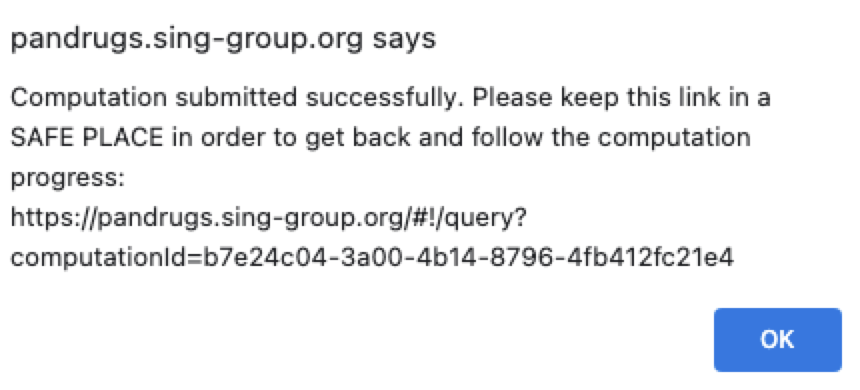 pandrugs.sing-group.org says
Computation submitted successfully. Please keep this link in a
SAFE PLACE in order to get back and follow the computation
progress:
https://pandrugs.sing-group.org/#!/query?
computationId=b7e24c04-3a00-4b14-8796-4fb412fc21e4
OK